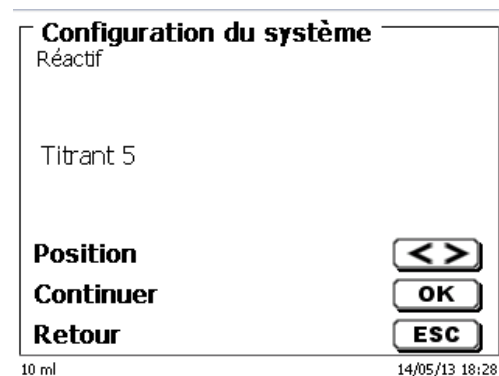 Configuration du système
Réactif
Titrant 5
Position < >
Continuer OK
Retour ESC
10 ml 14/05/13 18:28